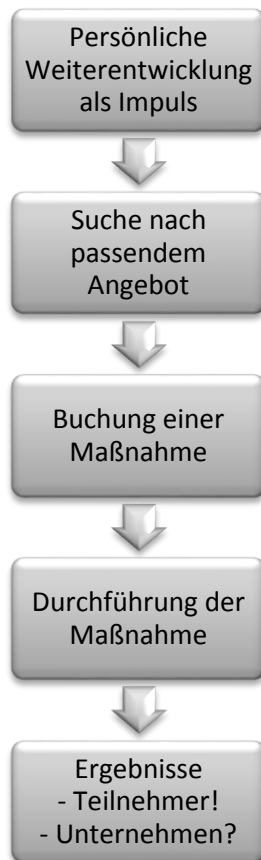 Persönliche
Weiterentwicklung
als Impuls
Suche nach
passendem
Angebot
Buchung einer
Maßnahme
Durchführung der
Maßnahme
Ergebnisse
- Teilnehmer!
- Unternehmen?